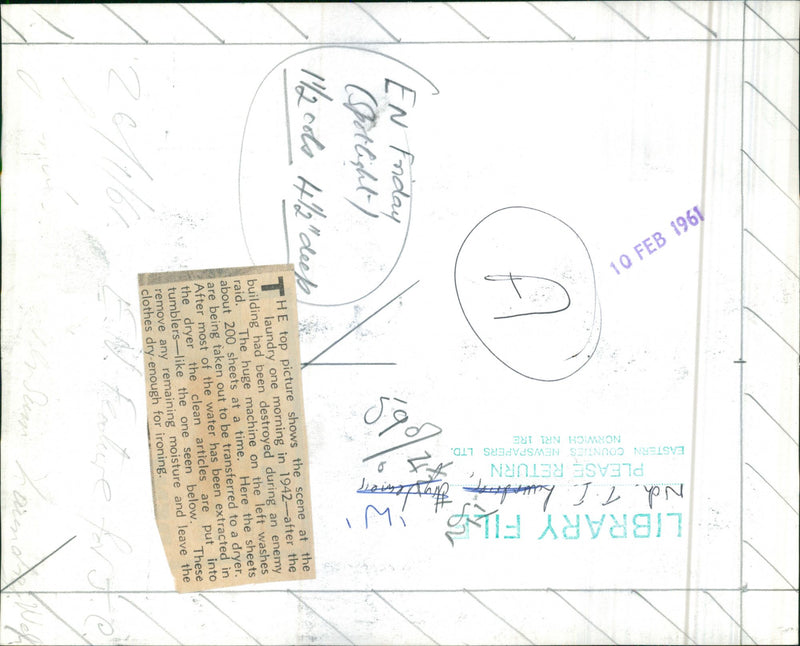 EN Friday
(Spotlight)
1½ cols 4½" deep
A
10 FEB 1961
THE top picture shows the scene at the
laundry one morning in 1942—after the
building had been destroyed during an enemy
raid. The huge machine on the left washes
about 200 sheets at a time. Here the sheets
are being taken out to be transferred to a dryer.
After most of the water has been extracted in
the dryer the clean articles are put into
tumblers—like the one seen below. These
remove any remaining moisture and leave the
clothes dry enough for ironing.
LIBRARY FILE
Nch. T. I.
PLEASE RETURN
EASTERN COUNTIES NEWSPAPERS LTD.
NORWICH NR1 1RE
'W'
EN Feature for J.C.